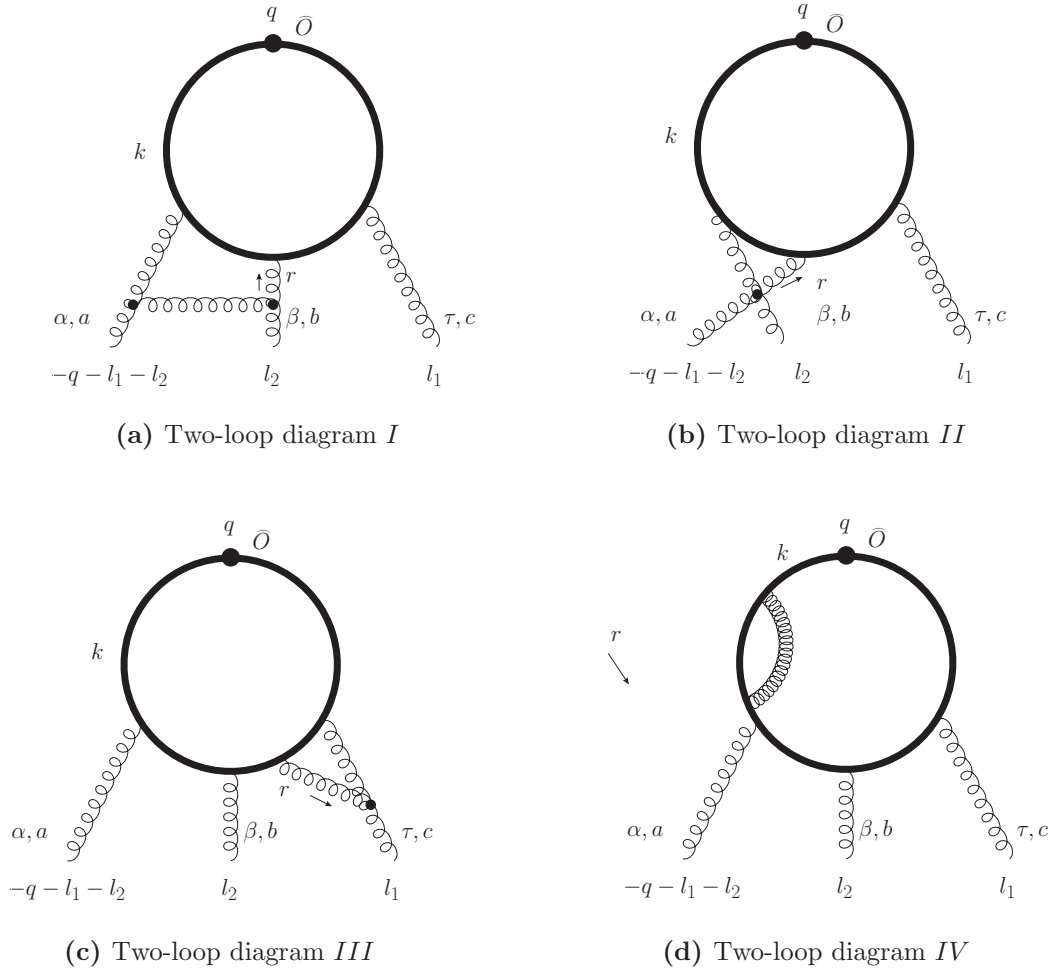 q
O̅
k
r
α, a
β, b
τ, c
−q − l₁ − l₂
l₂
l₁
(a) Two-loop diagram I
q
O̅
k
r
α, a
β, b
τ, c
−q − l₁ − l₂
l₂
l₁
(b) Two-loop diagram II
q
O̅
k
r
α, a
β, b
τ, c
−q − l₁ − l₂
l₂
l₁
(c) Two-loop diagram III
q
O̅
k
r
α, a
β, b
τ, c
−q − l₁ − l₂
l₂
l₁
(d) Two-loop diagram IV